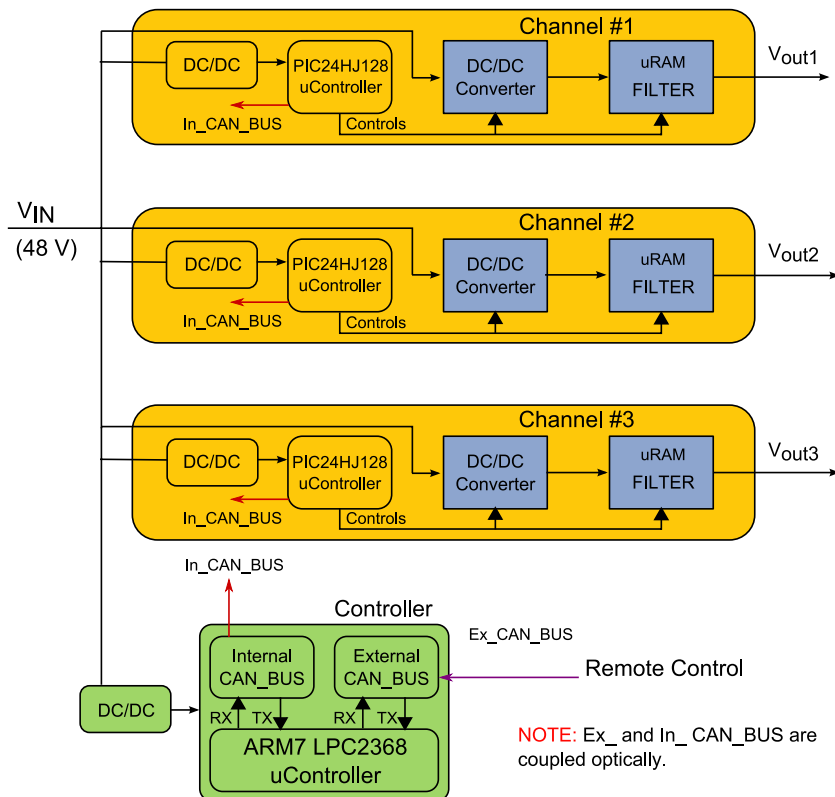 Channel #1
DC/DC
PIC24HJ128
uController
DC/DC
Converter
uRAM
FILTER
Vout1
In_CAN_BUS
Controls
VIN
(48 V)
Channel #2
DC/DC
PIC24HJ128
uController
DC/DC
Converter
uRAM
FILTER
Vout2
In_CAN_BUS
Controls
Channel #3
DC/DC
PIC24HJ128
uController
DC/DC
Converter
uRAM
FILTER
Vout3
In_CAN_BUS
Controls
In_CAN_BUS
Controller
Ex_CAN_BUS
Internal
CAN_BUS
External
CAN_BUS
Remote Control
DC/DC
RX
TX
RX
TX
ARM7 LPC2368
uController
NOTE: Ex_ and In_ CAN_BUS are
coupled optically.